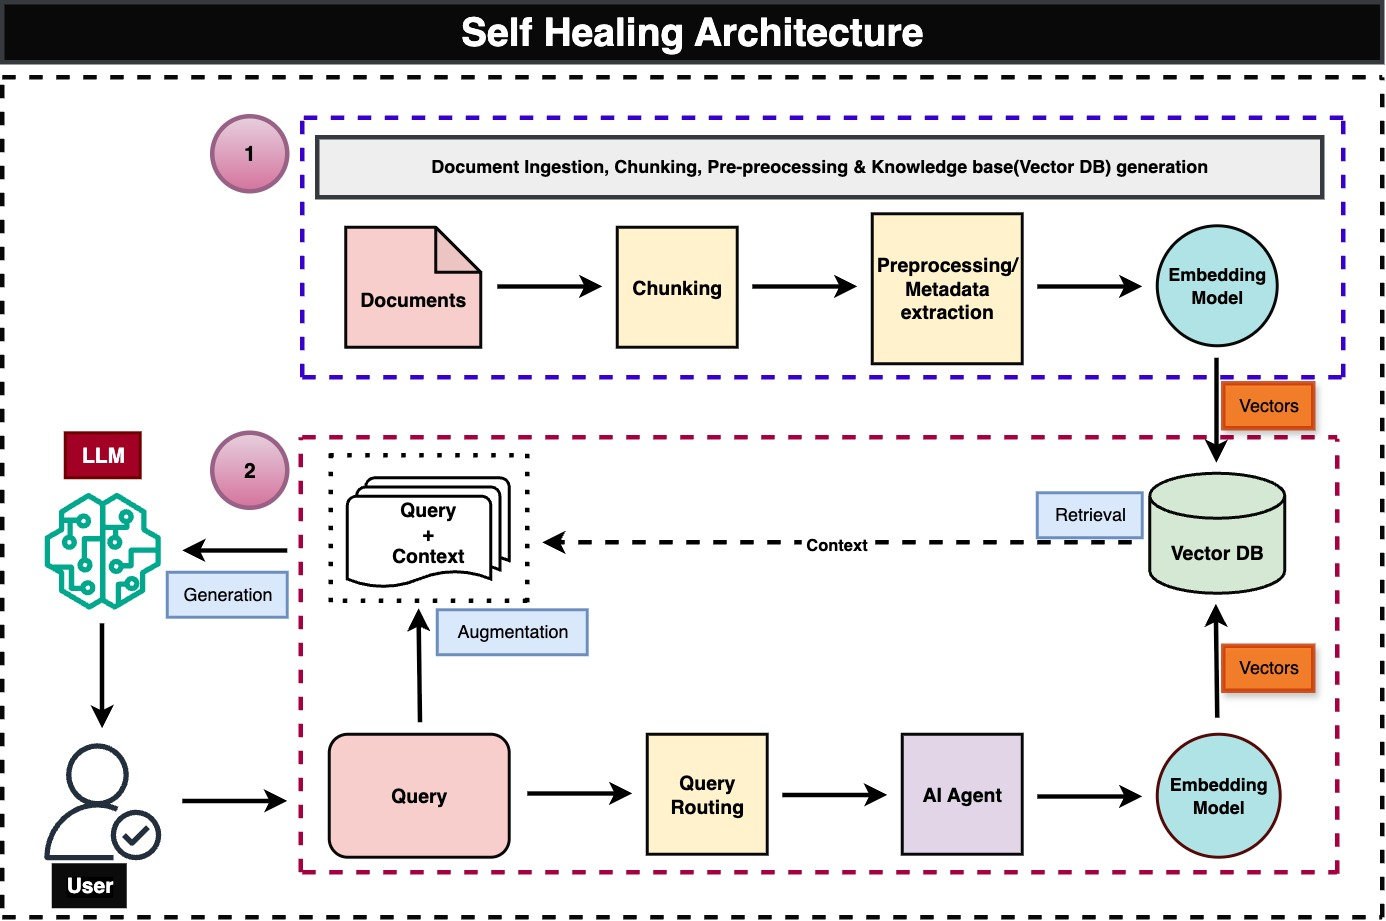 Self Healing Architecture
1
Document Ingestion, Chunking, Pre-preocessing & Knowledge base(Vector DB) generation
Documents
Chunking
Preprocessing/
Metadata
extraction
Embedding
Model
Vectors
LLM
2
Query
+
Context
Context
Retrieval
Vector DB
Generation
Augmentation
Vectors
Query
Query
Routing
AI Agent
Embedding
Model
User